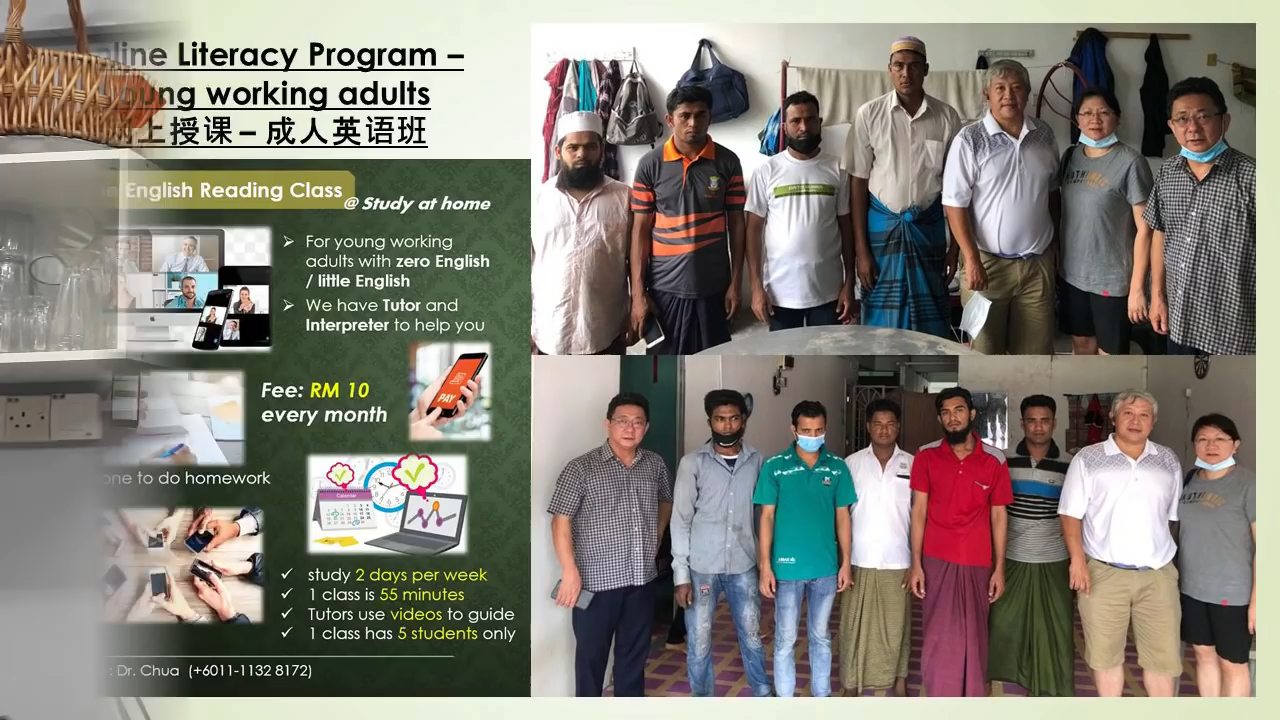 Literacy Program –
working adults
上授课 – 成人英语班
English Reading Class
@ Study at home
➢ For young working
adults with zero English
/ little English
➢ We have Tutor and
Interpreter to help you
Fee: RM 10
every month
PAY
to do homework
Calendar
✓ study 2 days per week
✓ 1 class is 55 minutes
✓ Tutors use videos to guide
✓ 1 class has 5 students only
: Dr. Chua (+6011-1132 8172)